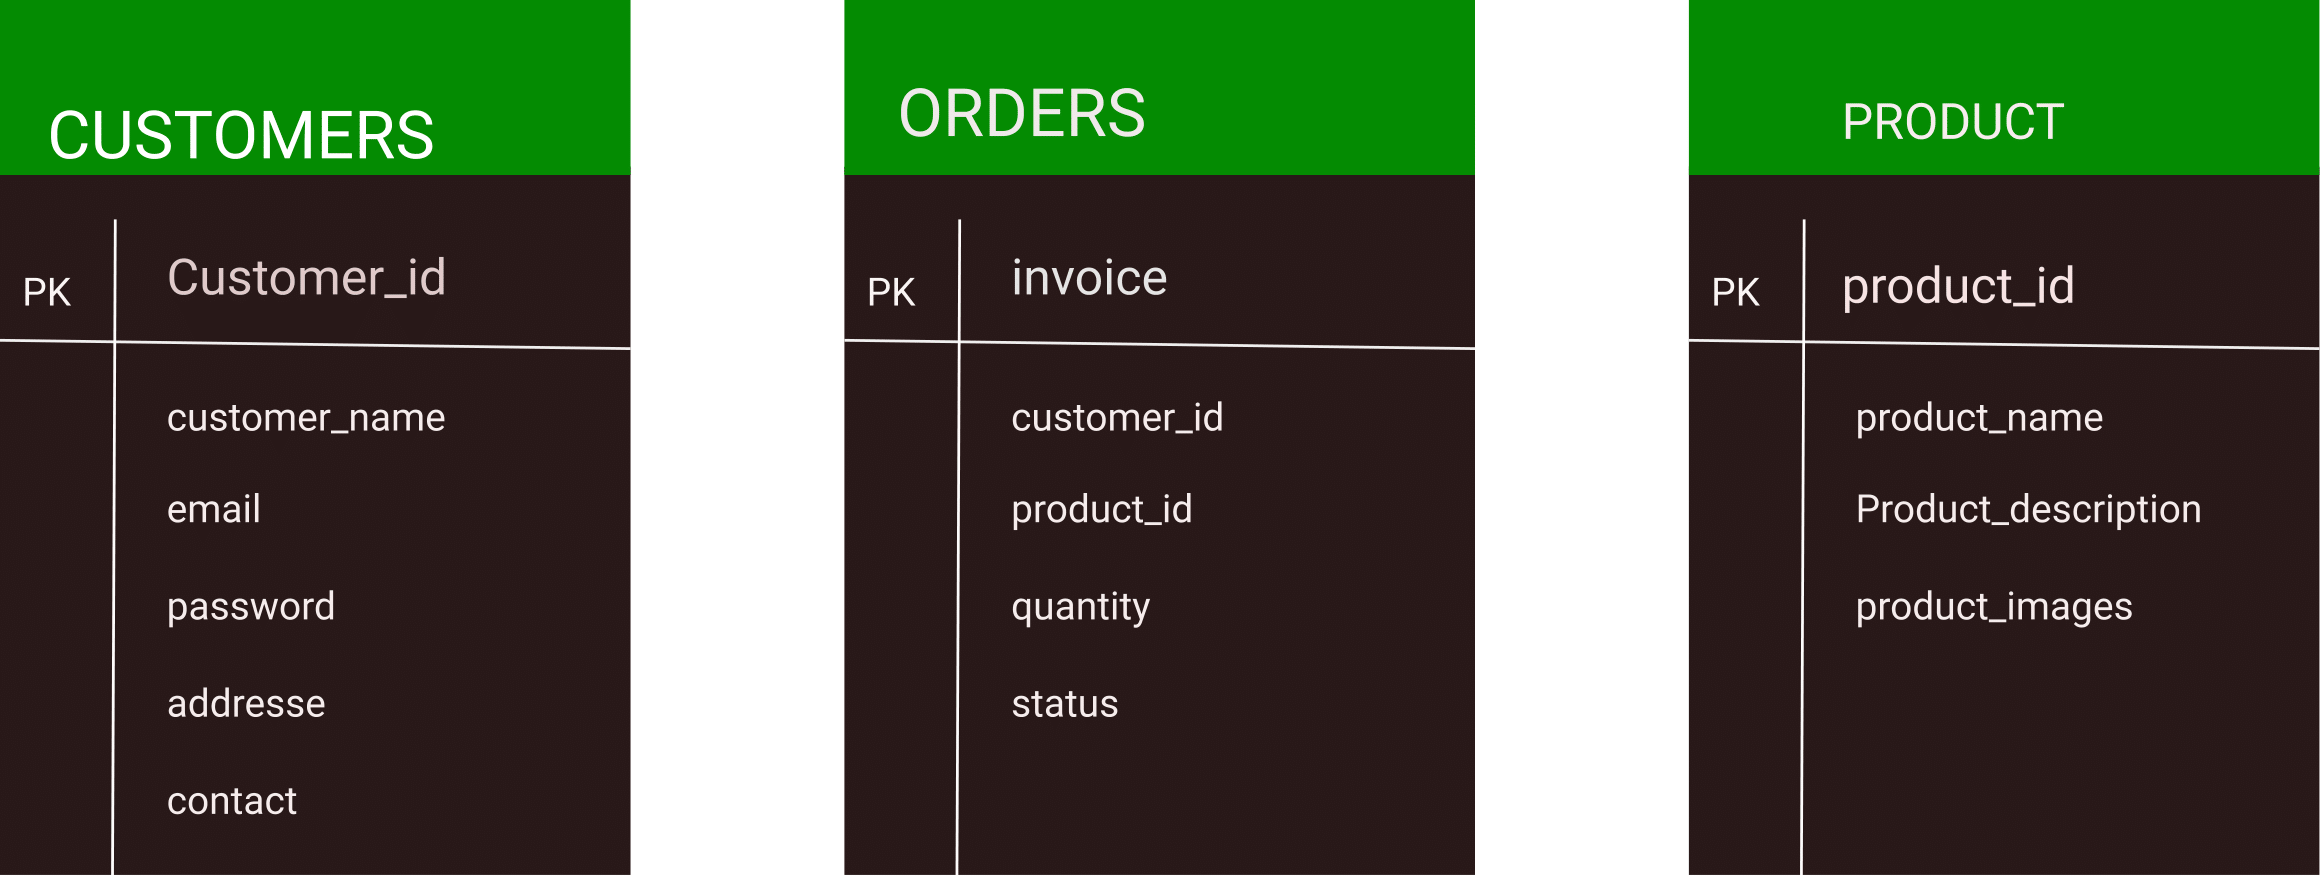 CUSTOMERS
PK
Customer_id
customer_name
email
password
addresse
contact
ORDERS
PK
invoice
customer_id
product_id
quantity
status
PRODUCT
PK
product_id
product_name
Product_description
product_images